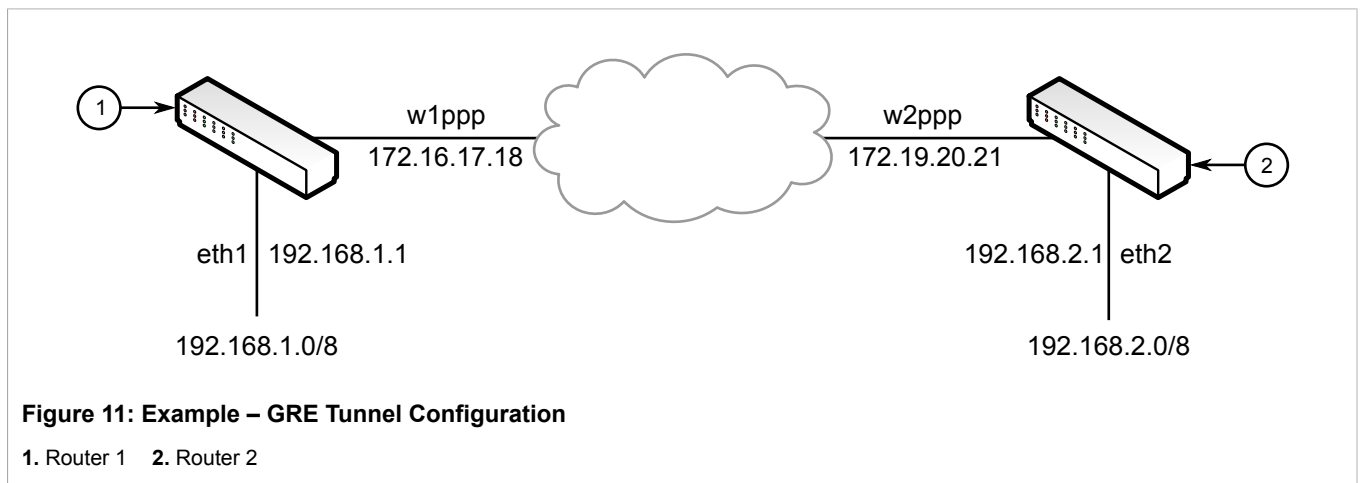 1
w1ppp
172.16.17.18
w2ppp
172.19.20.21
2
eth1
192.168.1.1
192.168.2.1
eth2
192.168.1.0/8
192.168.2.0/8
Figure 11: Example – GRE Tunnel Configuration
1. Router 1 2. Router 2